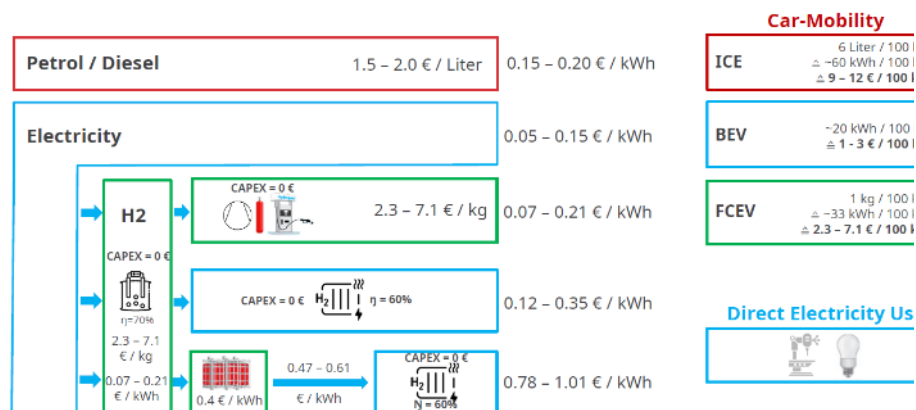 Car-Mobility
Petrol / Diesel
1.5 – 2.0 € / Liter
0.15 – 0.20 € / kWh
ICE
6 Liter / 100
≙ ~60 kWh / 100
≙ 9 – 12 € / 100
Electricity
0.05 – 0.15 € / kWh
BEV
~20 kWh / 100
≙ 1 - 3 € / 100
H2
CAPEX = 0 €
2.3 – 7.1 € / kg
0.07 – 0.21 € / kWh
FCEV
1 kg / 100
≙ ~33 kWh / 100
≙ 2.3 – 7.1 € / 100
CAPEX = 0 €
η=70%
2.3 – 7.1
€ / kg
0.07 – 0.21
€ / kWh
CAPEX = 0 €
H2
η = 60%
0.12 – 0.35 € / kWh
Direct Electricity Us
0.4 € / kWh
0.47 – 0.61
€ / kWh
CAPEX = 0 €
H2
N = 60%
0.78 – 1.01 € / kWh